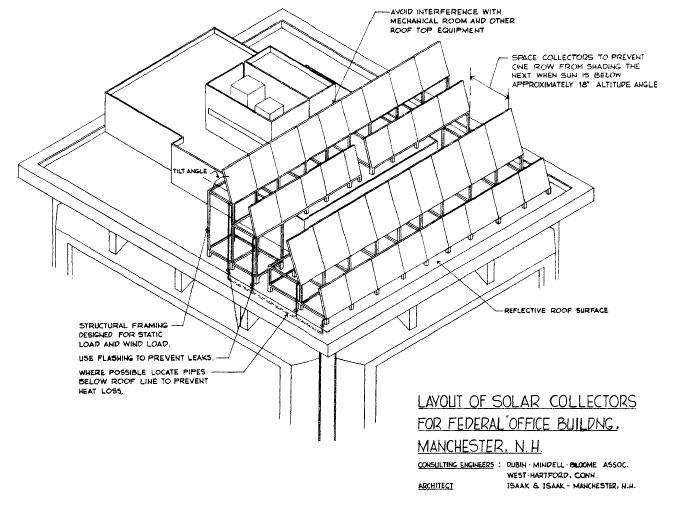 AVOID INTERFERENCE WITH
MECHANICAL ROOM AND OTHER
ROOF TOP EQUIPMENT
SPACE COLLECTORS TO PREVENT
ONE ROW FROM SHADING THE
NEXT WHEN SUN IS BELOW
APPROXIMATELY 18° ALTITUDE ANGLE
TILT ANGLE
REFLECTIVE ROOF SURFACE
STRUCTURAL FRAMING
DESIGNED FOR STATIC
LOAD AND WIND LOAD.
USE FLASHING TO PREVENT LEAKS.
WHERE POSSIBLE LOCATE PIPES
BELOW ROOF LINE TO PREVENT
HEAT LOSS.
LAYOUT OF SOLAR COLLECTORS
FOR FEDERAL OFFICE BUILDNG,
MANCHESTER, N.H.
CONSULTING ENGINEERS : DUBIN - MINDELL - BLOOME ASSOC.
WEST-HARTFORD, CONN.
ARCHITECT ISAAK & ISAAK - MANCHESTER, N.H.